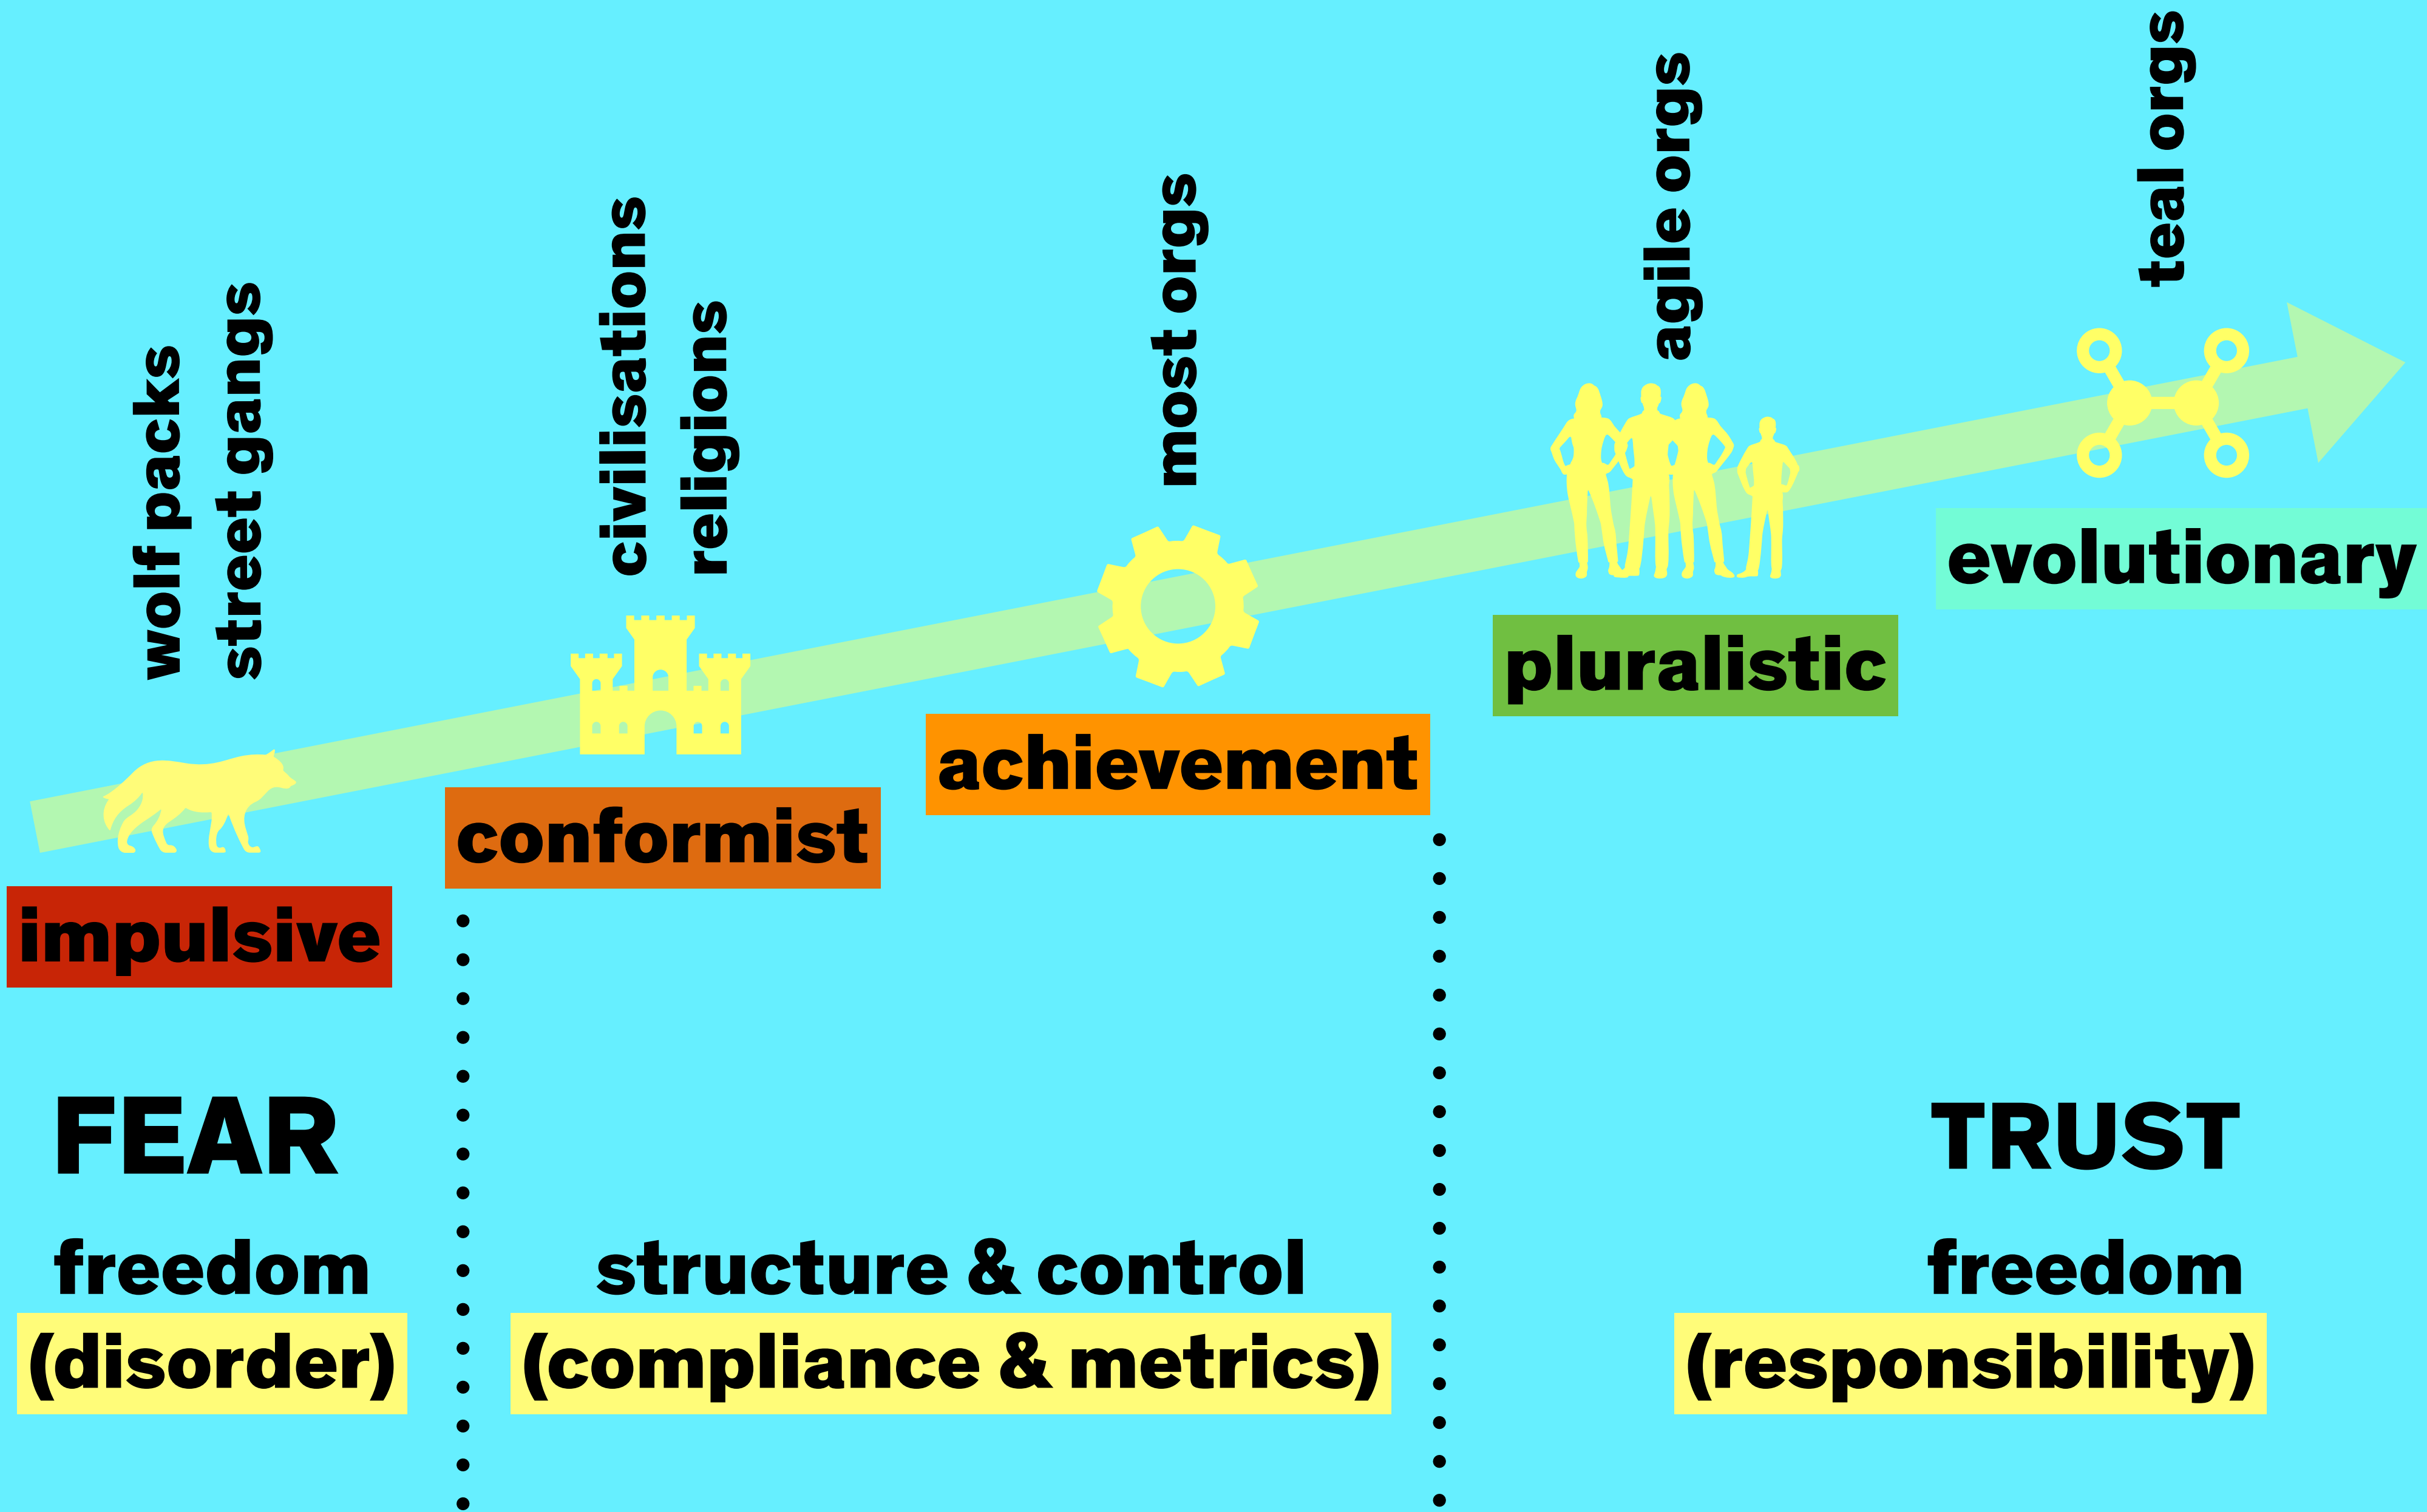 wolf packs
street gangs
civilisations
religions
most orgs
agile orgs
teal orgs
impulsive
conformist
achievement
pluralistic
evolutionary
FEAR
freedom
(disorder)
structure & control
(compliance & metrics)
TRUST
freedom
(responsibility)